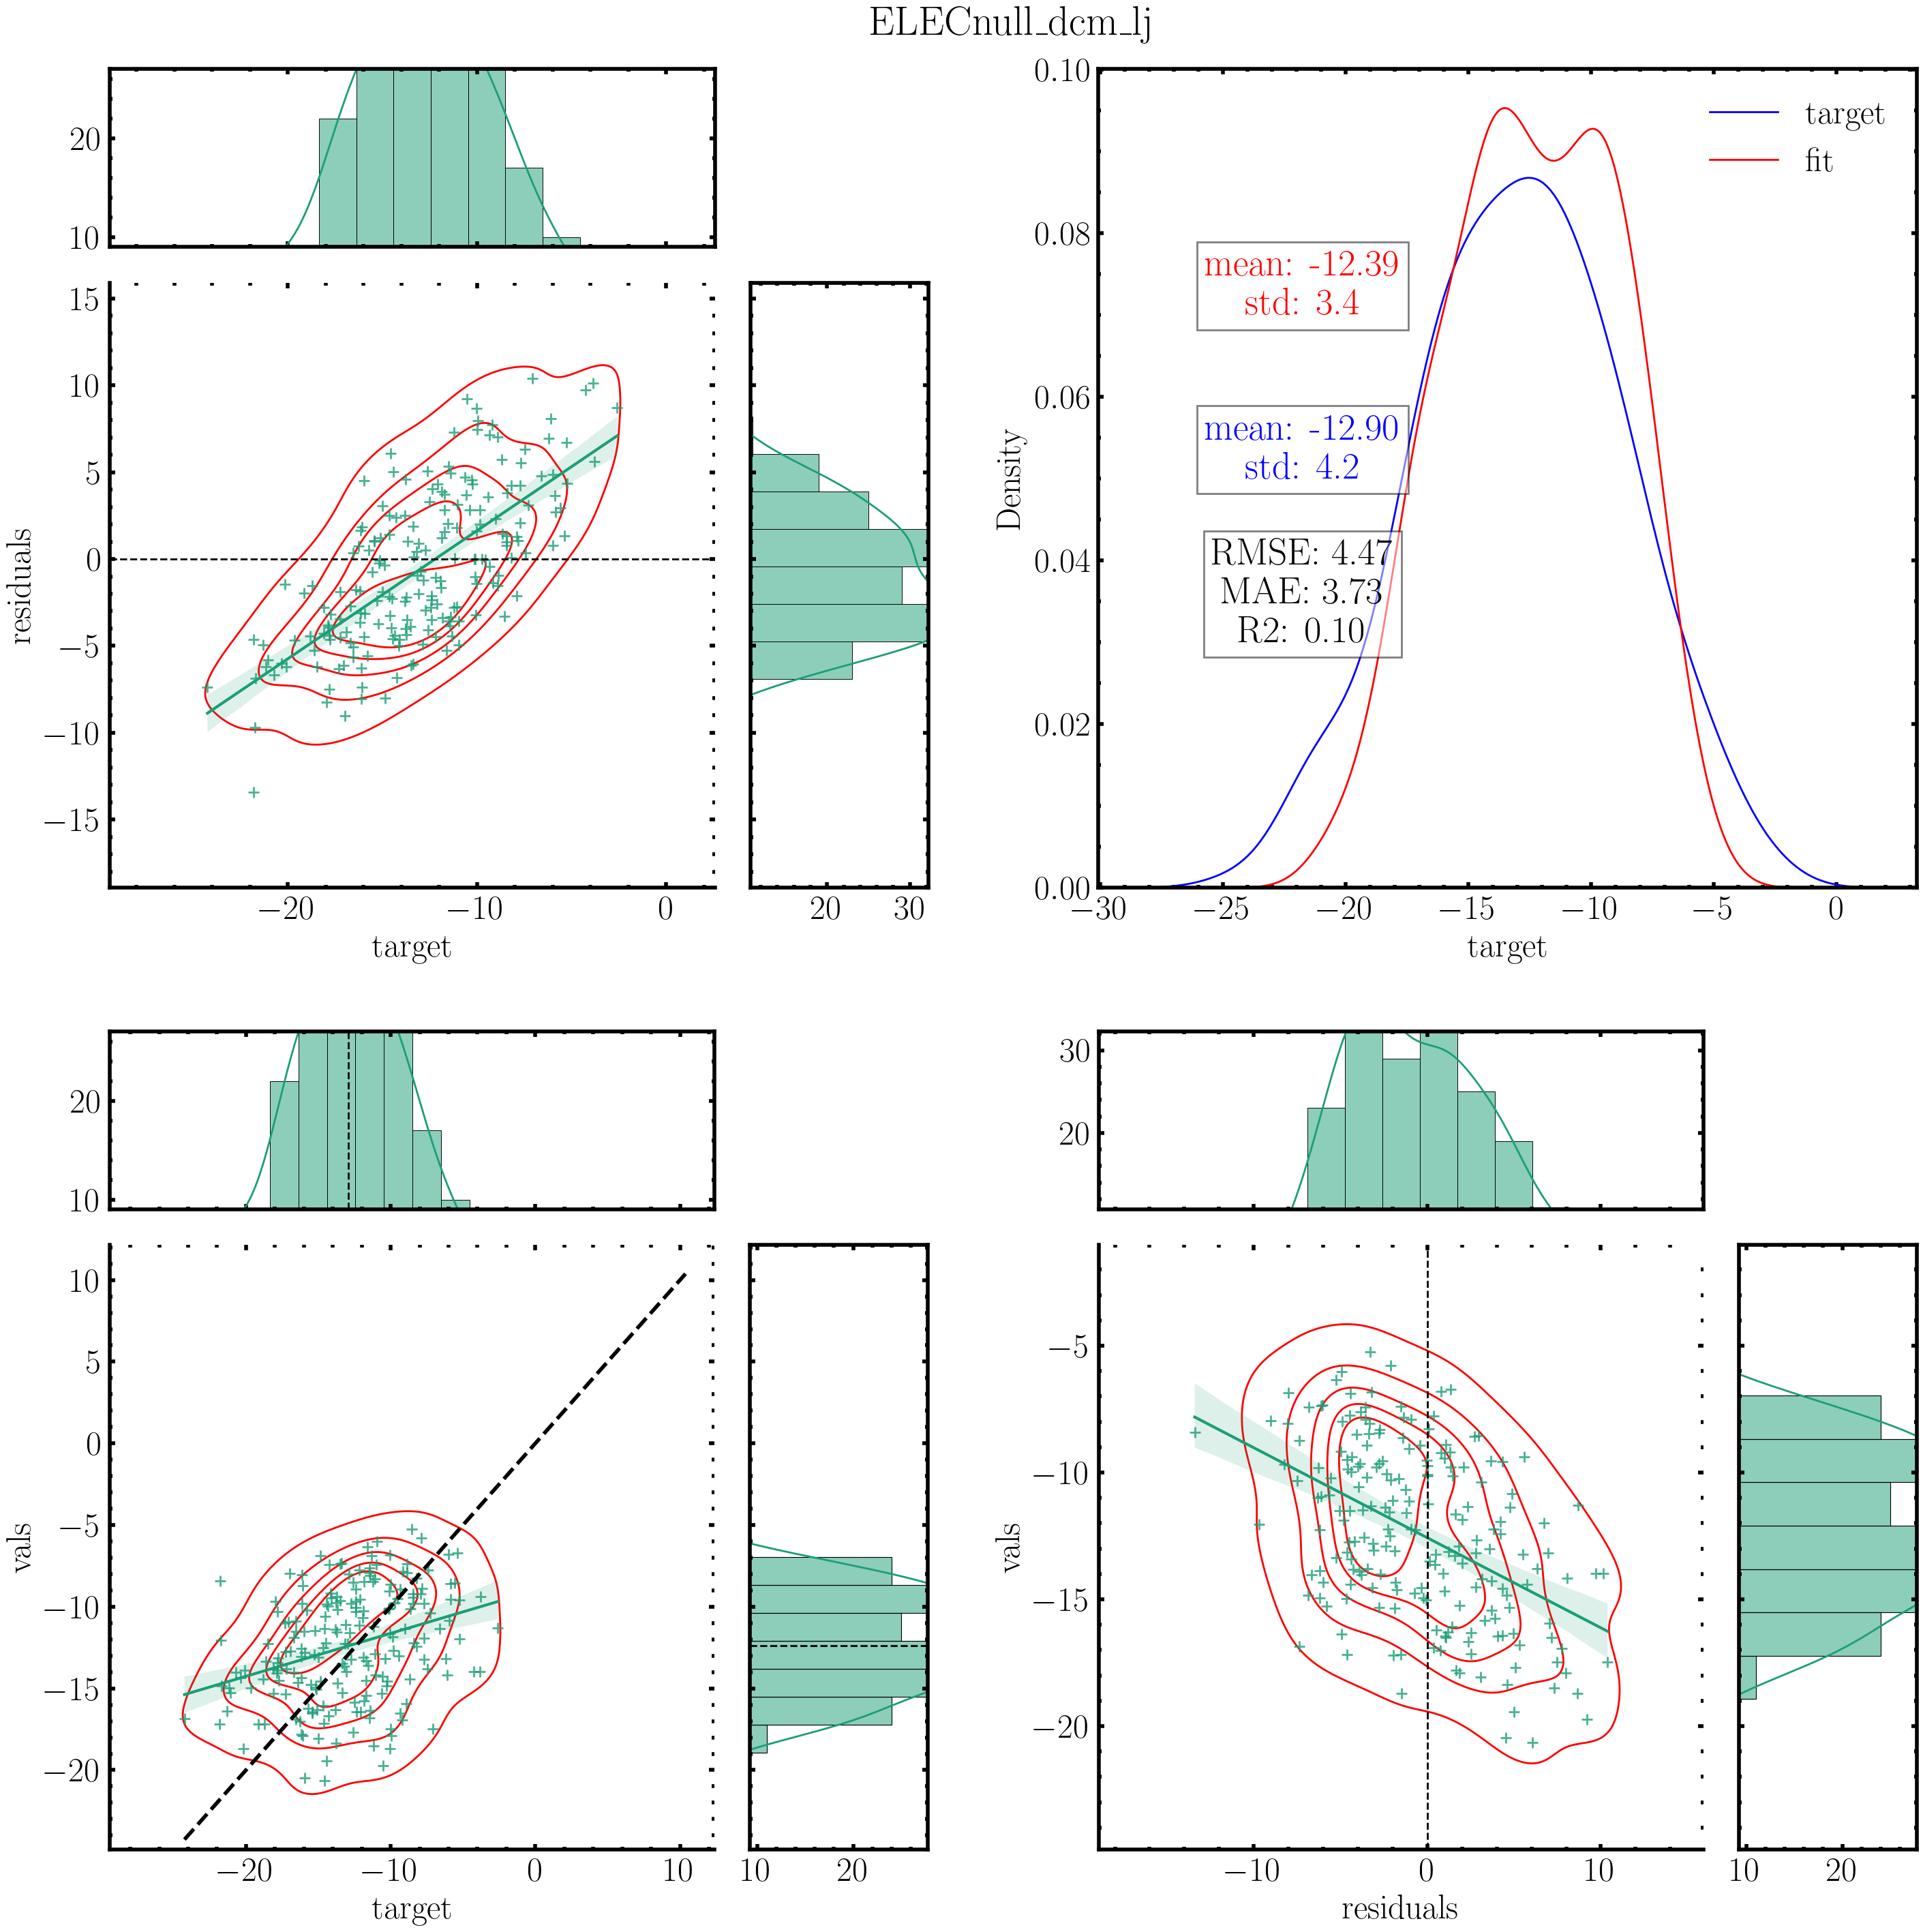 ELECnull_dcm_lj
20
10
15
10
5
0
−5
−10
−15
residuals
−20
−10
0
target
20
30
0.10
0.08
0.06
0.04
0.02
0.00
Density
target
fit
mean: -12.39
std: 3.4
mean: -12.90
std: 4.2
RMSE: 4.47
MAE: 3.73
R2: 0.10
−30
−25
−20
−15
−10
−5
0
target
20
10
10
5
0
−5
−10
−15
−20
vals
−20
−10
0
10
target
10
20
30
20
−5
−10
−15
−20
vals
−10
0
10
residuals
10
20